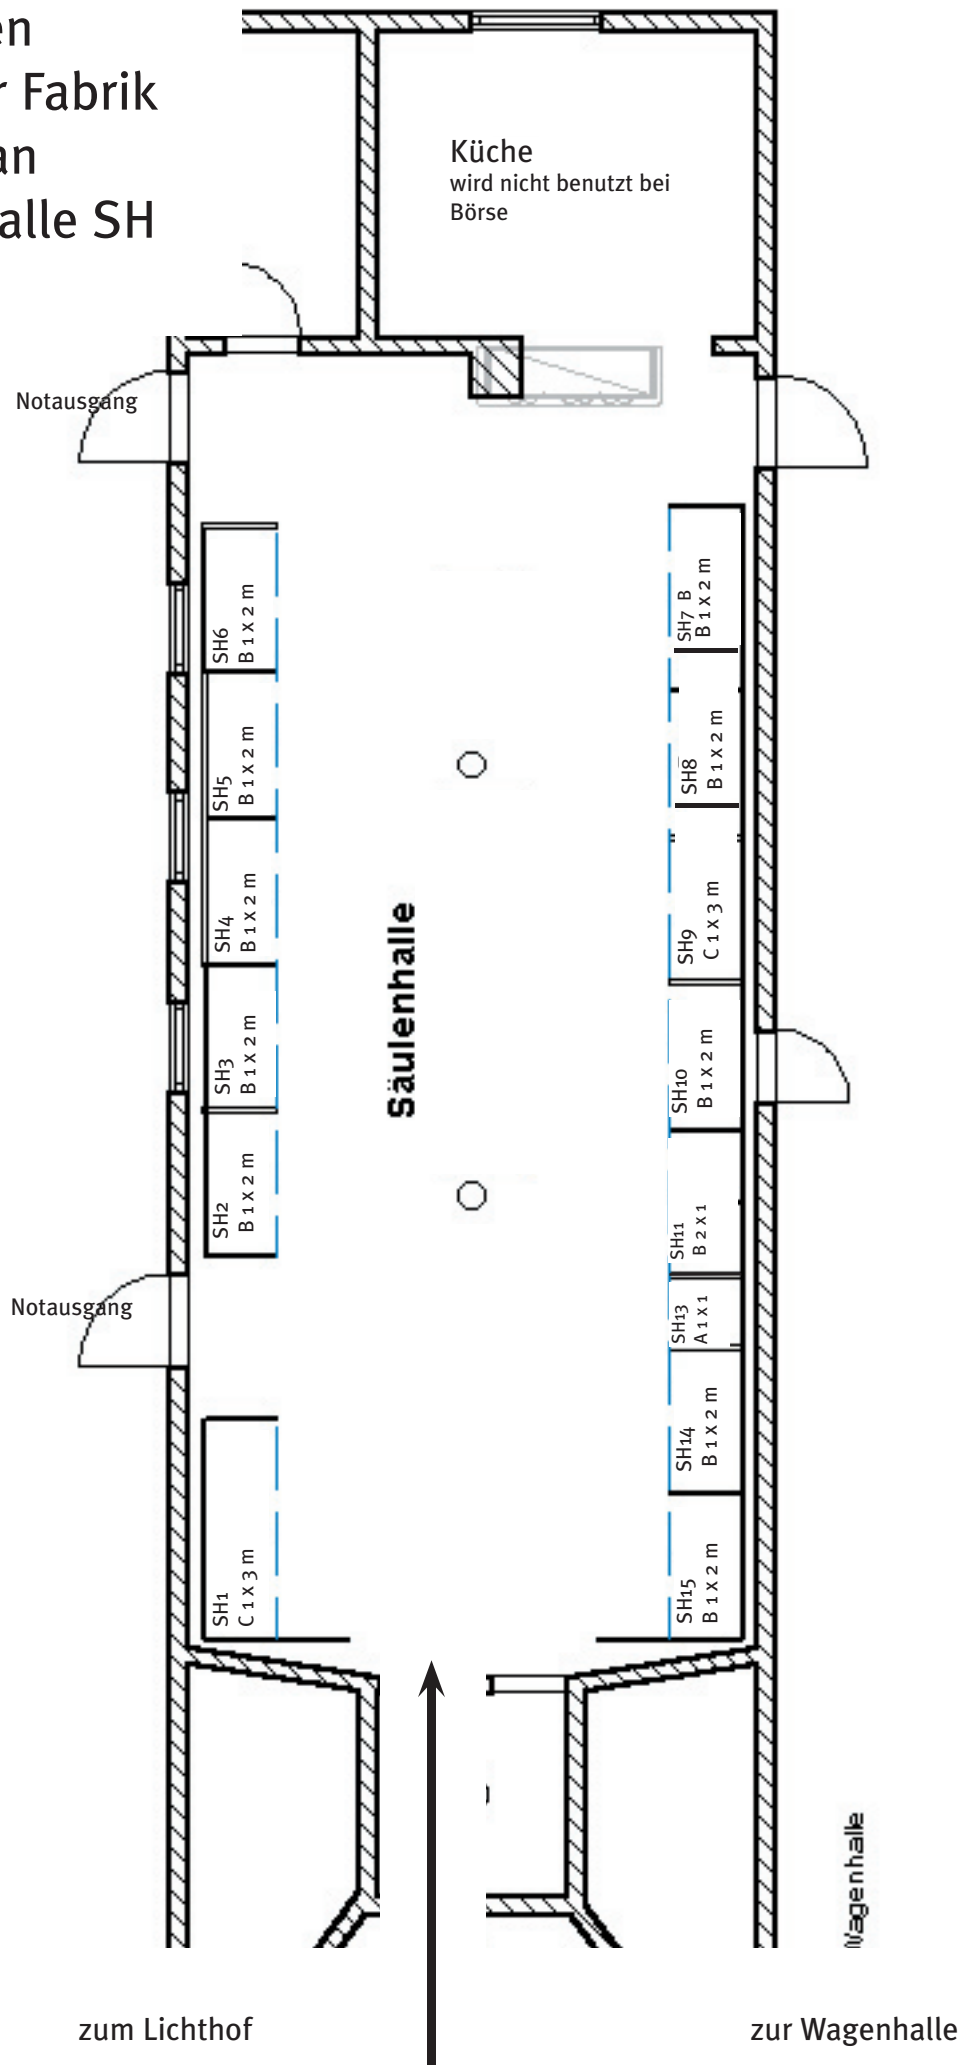 en
r Fabrik
an
alle SH
Küche
wird nicht benutzt bei
Börse
Notausgang
SH6
B 1 X 2 m
SH7 B
B 1 X 2 m
SH5
B 1 X 2 m
SH8
B 1 X 2 m
SH4
B 1 X 2 m
SH9
C 1 X 3 m
Säulenhalle
SH3
B 1 X 2 m
SH10
B 1 X 2 m
SH2
B 1 X 2 m
SH11
B 2 X 1
Notausgang
SH13
A 1 X 1
SH14
B 1 X 2 m
SH1
C 1 X 3 m
SH15
B 1 X 2 m
Wagenhalle
zum Lichthof
zur Wagenhalle